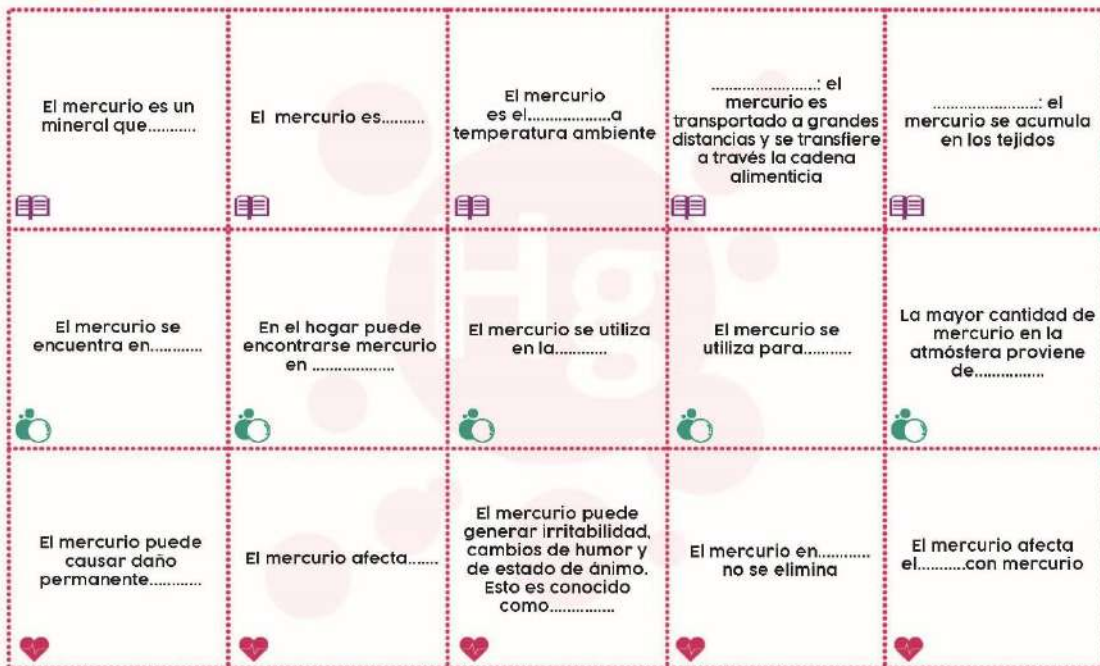 El mercurio es un
mineral que...........
El mercurio es.........
El mercurio
es el..................a
temperatura ambiente
........................: el
mercurio es
transportado a grandes
distancias y se transfiere
a través la cadena
alimenticia
.......................: el
mercurio se acumula
en los tejidos
El mercurio se
encuentra en............
En el hogar puede
encontrarse mercurio
en ...................
El mercurio se utiliza
en la............
El mercurio se
utiliza para...........
La mayor cantidad de
mercurio en la
atmósfera proviene
de................
El mercurio puede
causar daño
permanente............
El mercurio afecta.......
El mercurio puede
generar irritabilidad,
cambios de humor y
de estado de ánimo.
Esto es conocido
como...............
El mercurio en............
no se elimina
El mercurio afecta
el..........con mercurio
Hg